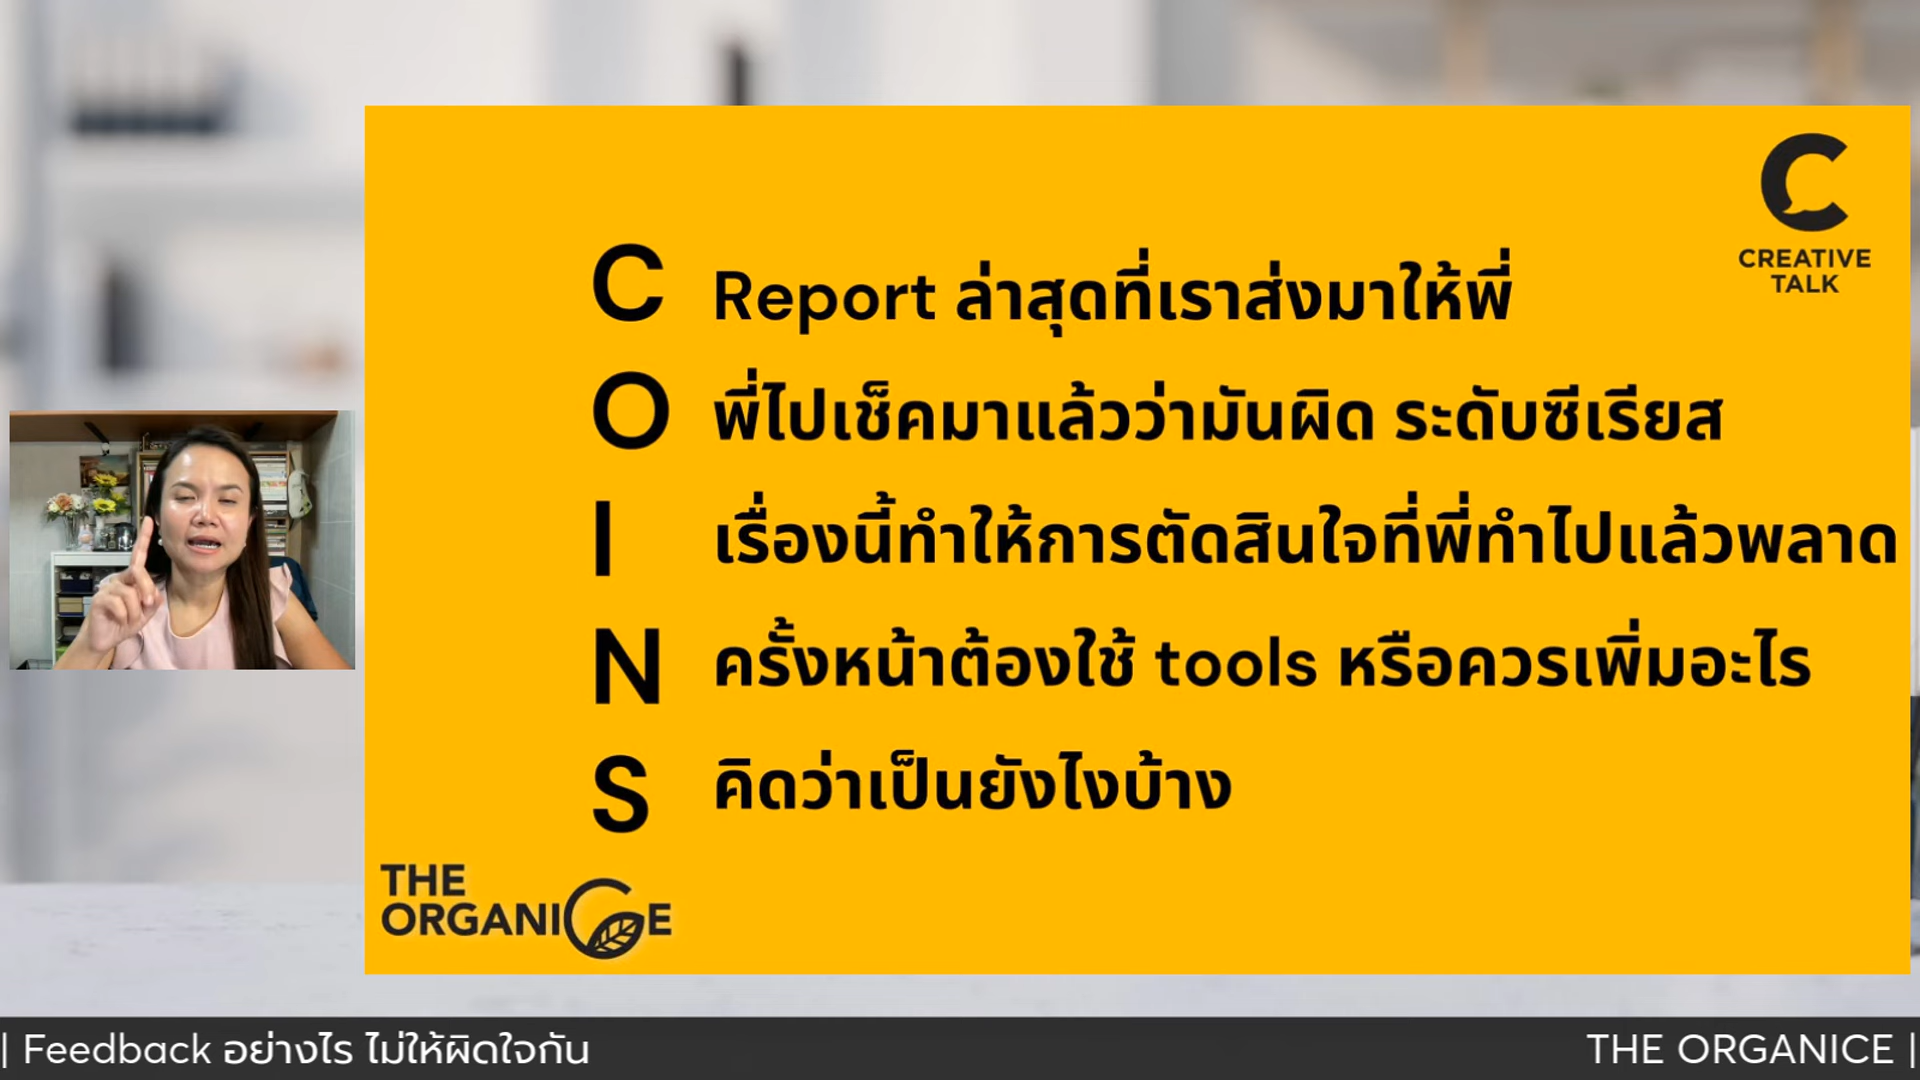 CREATIVE
TALK
C Report ล่าสุดที่เราส่งมาให้พี่
O พี่ไปเช็คมาแล้วว่ามันผิด ระดับซีเรียส
I เรื่องนี้ทำให้การตัดสินใจที่พี่ทำไปแล้วพลาด
N ครั้งหน้าต้องใช้ tools หรือควรเพิ่มอะไร
S คิดว่าเป็นยังไงบ้าง
THE
ORGANICE
| Feedback อย่างไร ไม่ให้ผิดใจกัน
THE ORGANICE |